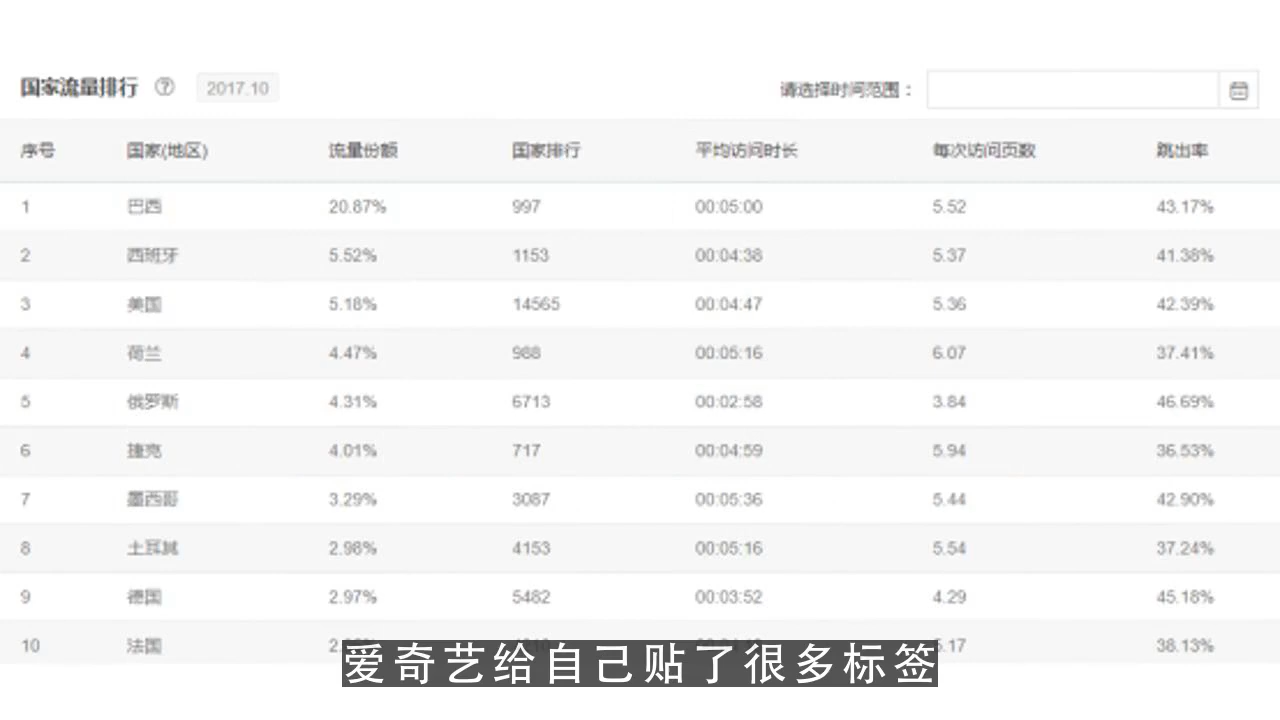 国家流量排行 ? 2017.10 请选择时间范围：
序号 国家(地区) 流量份额 国家排行 平均访问时长 每次访问页数 跳出率
1 巴西 20.87% 997 00:05:00 5.52 43.17%
2 西班牙 5.52% 1153 00:04:38 5.37 41.38%
3 美国 5.18% 14565 00:04:47 5.36 42.39%
4 荷兰 4.47% 988 00:05:16 6.07 37.41%
5 俄罗斯 4.31% 6713 00:02:58 3.84 46.69%
6 捷克 4.01% 717 00:04:59 5.94 36.53%
7 墨西哥 3.29% 3087 00:05:36 5.44 42.90%
8 土耳其 2.98% 4153 00:05:16 5.54 37.24%
9 德国 2.97% 5482 00:03:52 4.29 45.18%
10 法国 5.17 38.13%
爱奇艺给自己贴了很多标签